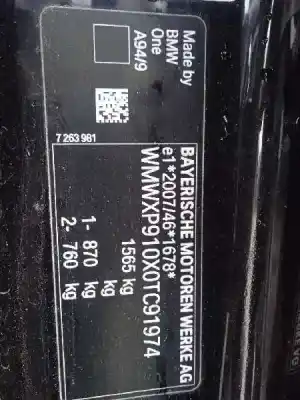 Made by
BMW
One
A94/9
7 263 981
BAYERISCHE MOTOREN WERKE AG
e1*2007/46*1678*
WMWXP910X0TC91974
1565 kg
1- 870 kg
2- 760 kg